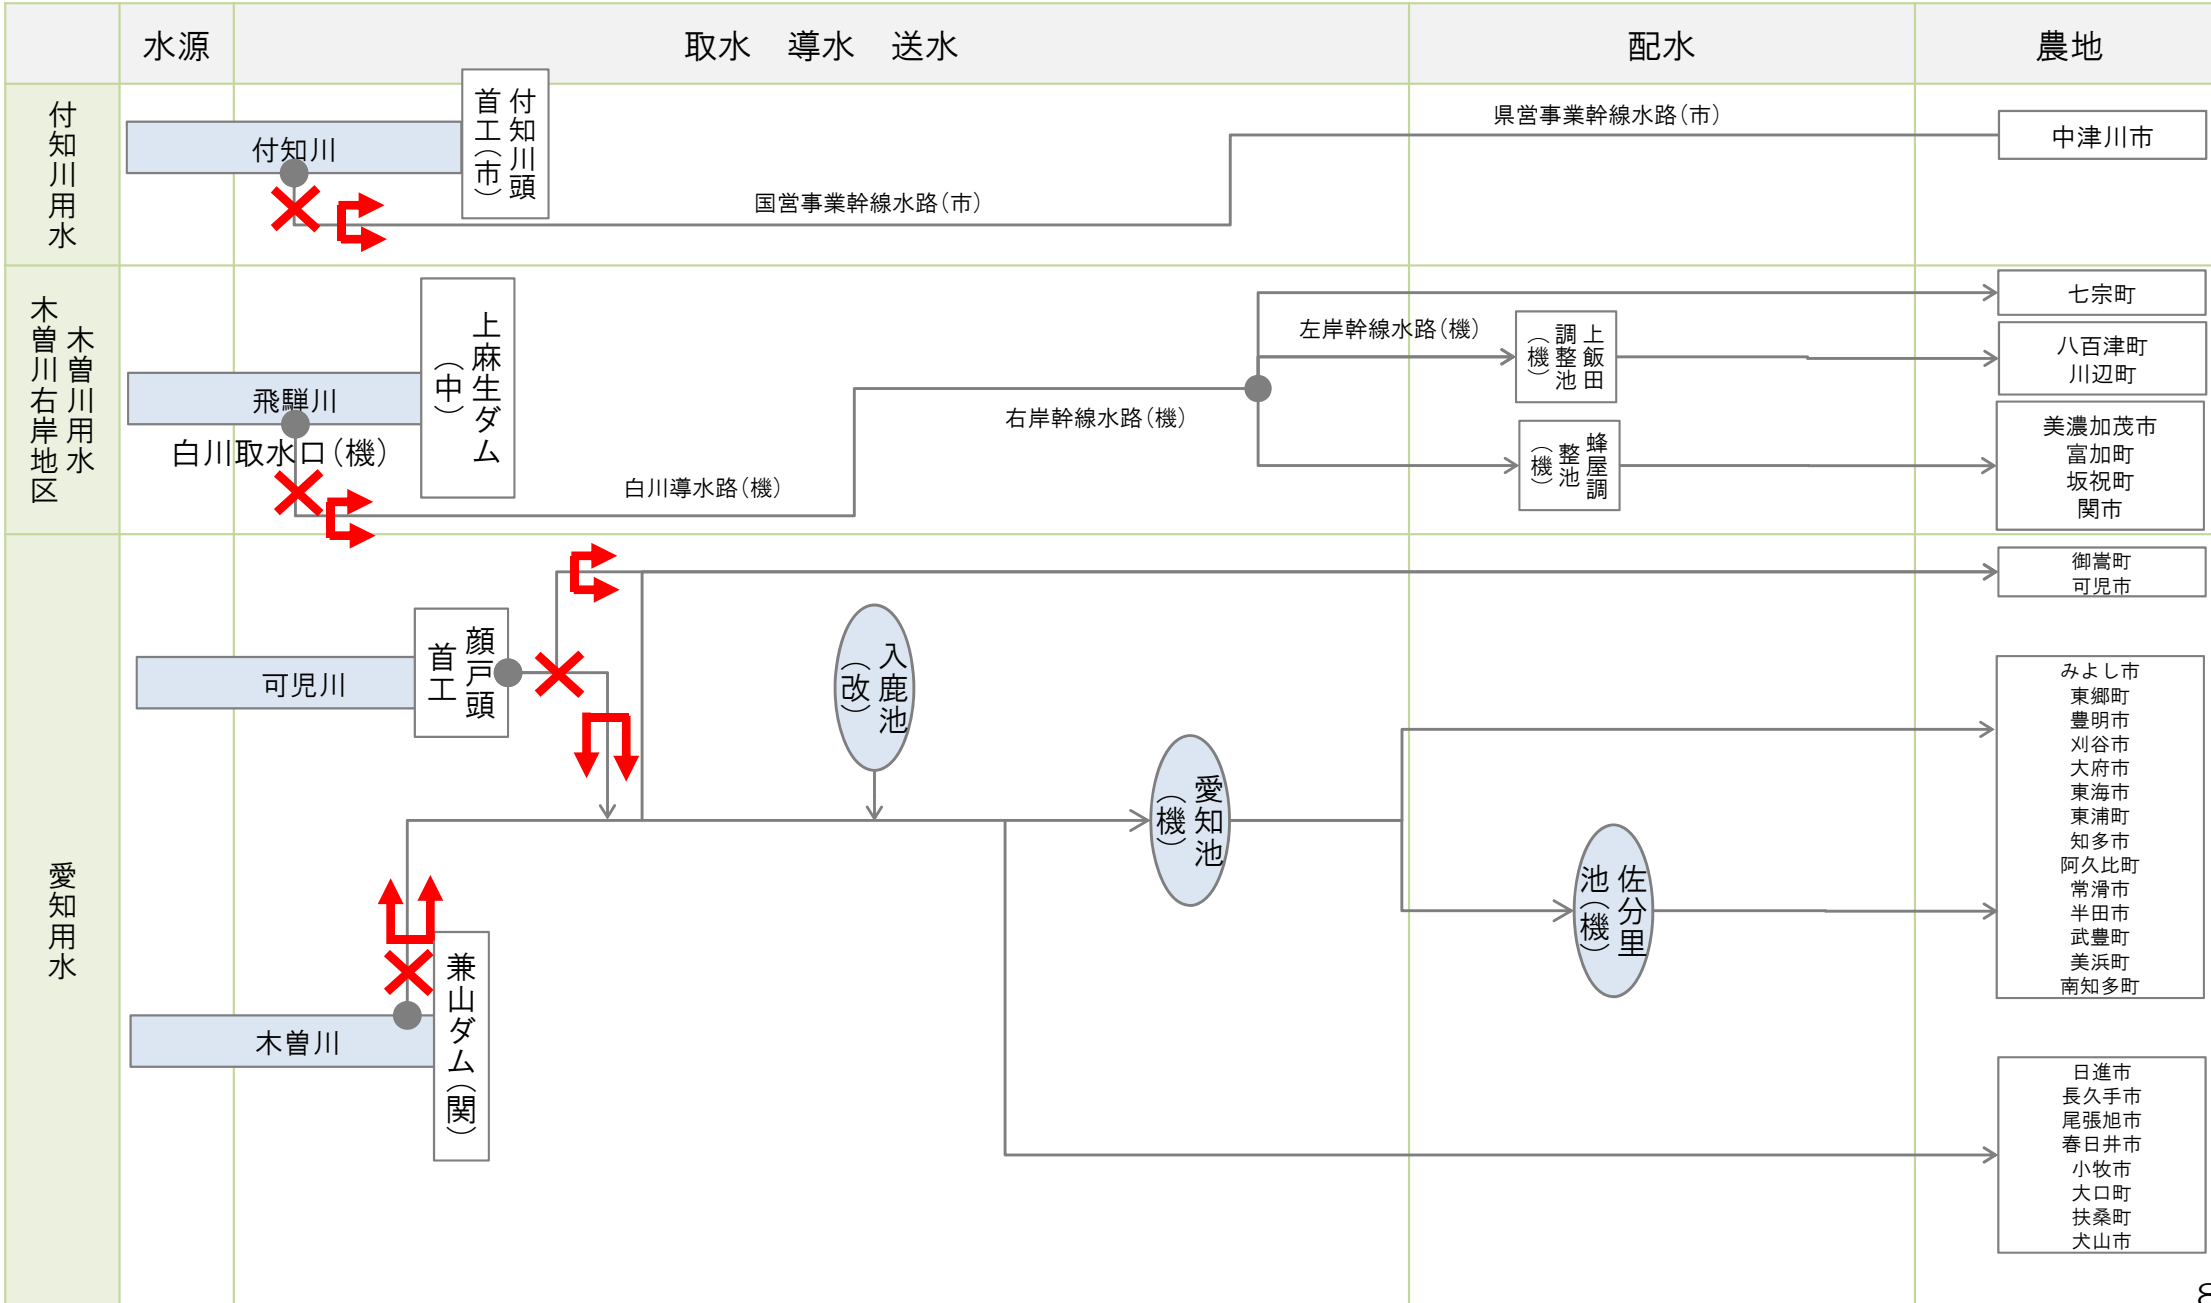 水源
取水　導水　送水
配水
農地
付知川用水
付知川
付知川頭
首工(市)
国営事業幹線水路(市)
県営事業幹線水路(市)
中津川市
木曽川用水
木曽川右岸地区
飛騨川
白川取水口(機)
上麻生ダム
(中)
白川導水路(機)
右岸幹線水路(機)
左岸幹線水路(機)
上飯田
調整池
(機)
蜂屋調
整池
(機)
七宗町
八百津町
川辺町
美濃加茂市
富加町
坂祝町
関市
愛知用水
可児川
顔戸頭
首工
入鹿池
(改)
愛知池
(機)
佐分里
池(機)
木曽川
兼山ダム(関)
御嵩町
可児市
みよし市
東郷町
豊明市
刈谷市
大府市
東海市
東浦町
知多市
阿久比町
常滑市
半田市
武豊町
美浜町
南知多町
日進市
長久手市
尾張旭市
春日井市
小牧市
大口町
扶桑町
犬山市